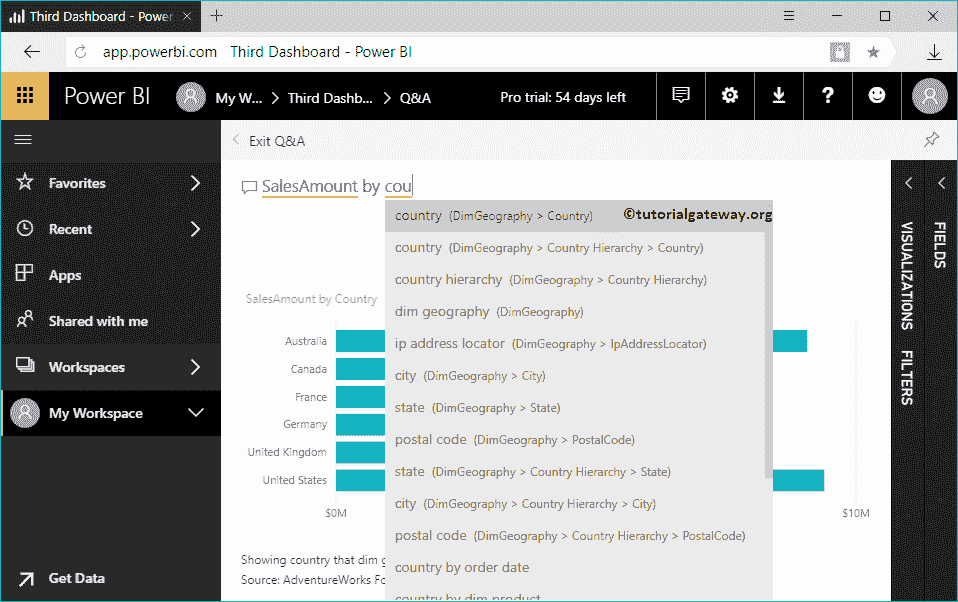 Third Dashboard - Power
app.powerbi.com Third Dashboard - Power BI
Power BI My W... > Third Dashb... > Q&A Pro trial: 54 days left ?
Exit Q&A
Favorites
Recent
Apps
Shared with me
Workspaces
My Workspace
Get Data
SalesAmount by cou
country (DimGeography > Country) ©tutorialgateway.org
country (DimGeography > Country Hierarchy > Country)
country hierarchy (DimGeography > Country Hierarchy)
dim geography (DimGeography)
ip address locator (DimGeography > IpAddressLocator)
city (DimGeography > City)
state (DimGeography > State)
postal code (DimGeography > PostalCode)
state (DimGeography > Country Hierarchy > State)
city (DimGeography > Country Hierarchy > City)
postal code (DimGeography > Country Hierarchy > PostalCode)
country by order date
country by dim product
SalesAmount by Country
Australia
Canada
France
Germany
United Kingdom
United States
$0M $10M
Showing country that dim g
Source: AdventureWorks Fo
VISUALIZATIONS
FILTERS
FIELDS